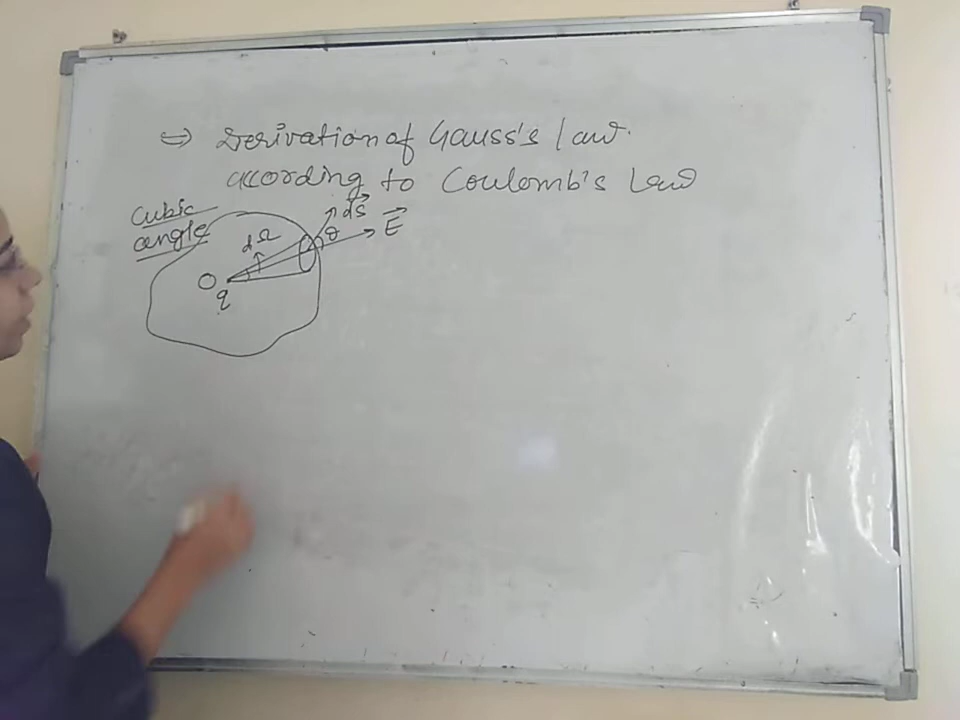 ⇒ Derivation of Gauss's law.
according to Coulomb's Law
Cubic
angle
dΩ
θ
d𝑆⃗
E⃗
q